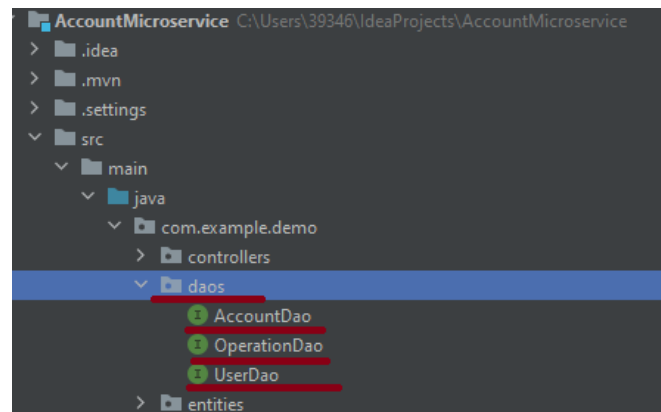 AccountMicroservice C:\Users\39346\IdeaProjects\AccountMicroservice
.idea
.mvn
.settings
src
main
java
com.example.demo
controllers
daos
I AccountDao
I OperationDao
I UserDao
entities